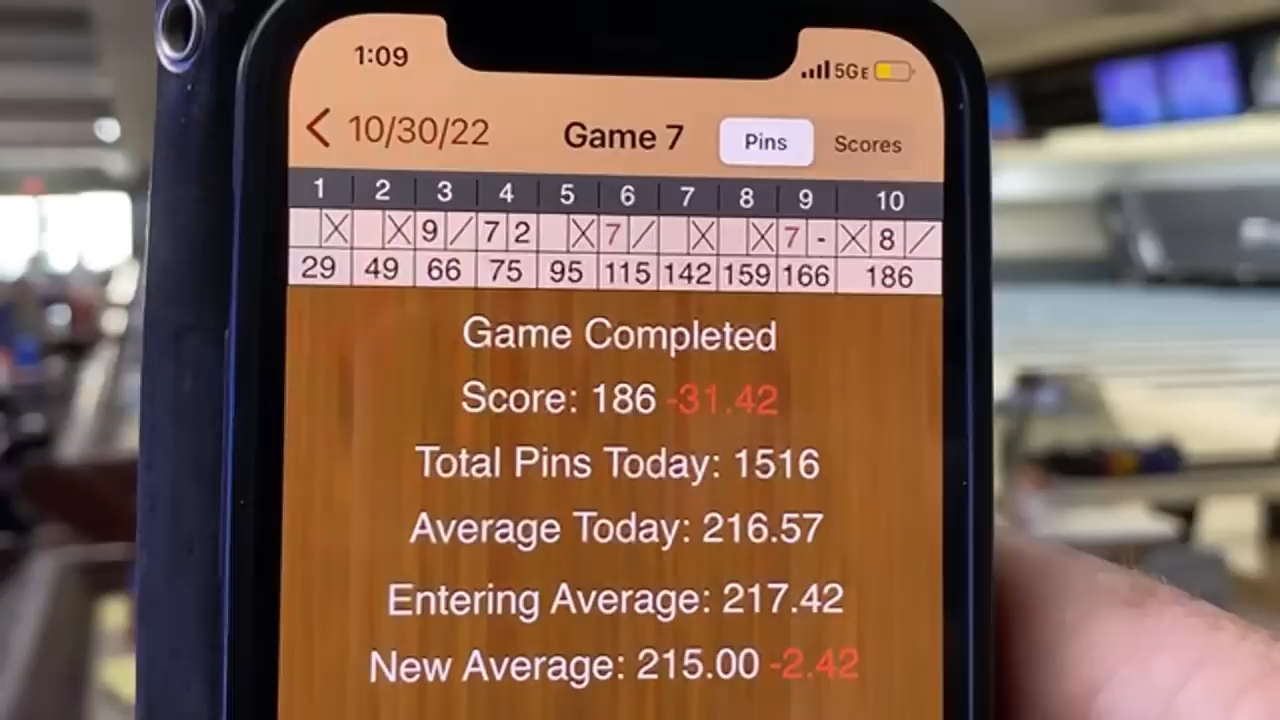 1:09 5GE
10/30/22 Game 7 Pins Scores
1 2 3 4 5 6 7 8 9 10
X X 9 / 7 2 X 7 / X X 7 - X 8 /
29 49 66 75 95 115 142 159 166 186
Game Completed
Score: 186 -31.42
Total Pins Today: 1516
Average Today: 216.57
Entering Average: 217.42
New Average: 215.00 -2.42